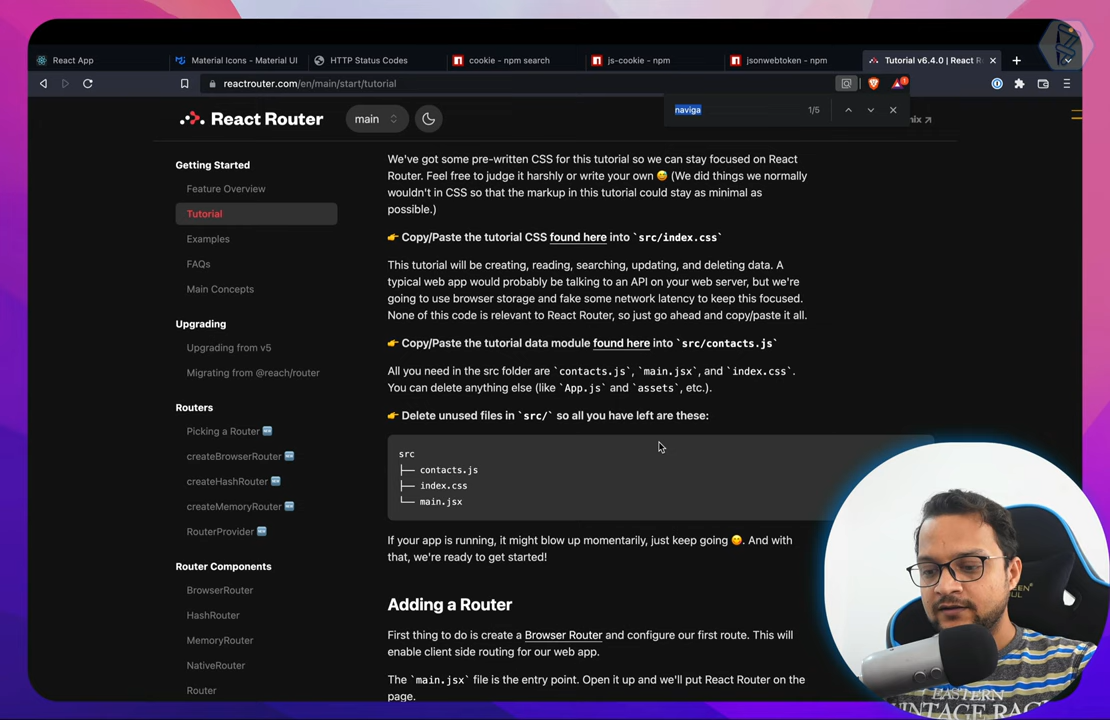 React App
Material Icons - Material UI
HTTP Status Codes
cookie - npm search
js-cookie - npm
jsonwebtoken - npm
Tutorial v6.4.0 | React R
reactrouter.com/en/main/start/tutorial
1
naviga
1/5
React Router
main
Getting Started
Feature Overview
Tutorial
Examples
FAQs
Main Concepts
Upgrading
Upgrading from v5
Migrating from @reach/router
Routers
Picking a Router 🆕
createBrowserRouter 🆕
createHashRouter 🆕
createMemoryRouter 🆕
RouterProvider 🆕
Router Components
BrowserRouter
HashRouter
MemoryRouter
NativeRouter
Router
We've got some pre-written CSS for this tutorial so we can stay focused on React
Router. Feel free to judge it harshly or write your own 😅 (We did things we normally
wouldn't in CSS so that the markup in this tutorial could stay as minimal as
possible.)
👉 Copy/Paste the tutorial CSS found here into `src/index.css`
This tutorial will be creating, reading, searching, updating, and deleting data. A
typical web app would probably be talking to an API on your web server, but we're
going to use browser storage and fake some network latency to keep this focused.
None of this code is relevant to React Router, so just go ahead and copy/paste it all.
👉 Copy/Paste the tutorial data module found here into `src/contacts.js`
All you need in the src folder are `contacts.js`, `main.jsx`, and `index.css`.
You can delete anything else (like `App.js` and `assets`, etc.).
👉 Delete unused files in `src/` so all you have left are these:
src
├── contacts.js
├── index.css
└── main.jsx
If your app is running, it might blow up momentarily, just keep going 😋. And with
that, we're ready to get started!
Adding a Router
First thing to do is create a Browser Router and configure our first route. This will
enable client side routing for our web app.
The `main.jsx` file is the entry point. Open it up and we'll put React Router on the
page.
EASTERN